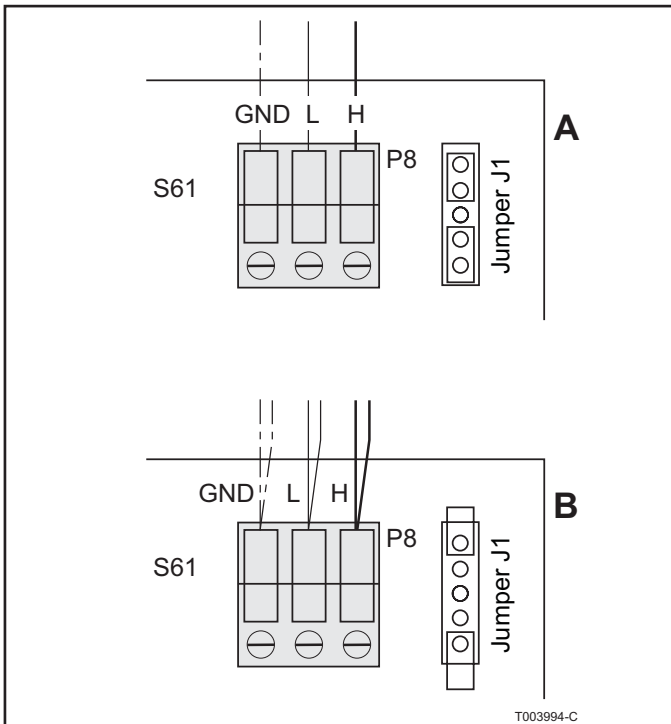 GND L H
A
P8
S61
Jumper J1
GND L H
B
P8
S61
Jumper J1
T003994-C